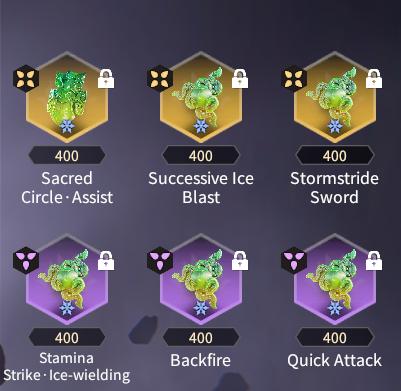 400
400
400
Sacred
Circle·Assist
Successive Ice
Blast
Stormstride
Sword
400
400
400
Stamina
Strike·Ice-wielding
Backfire
Quick Attack